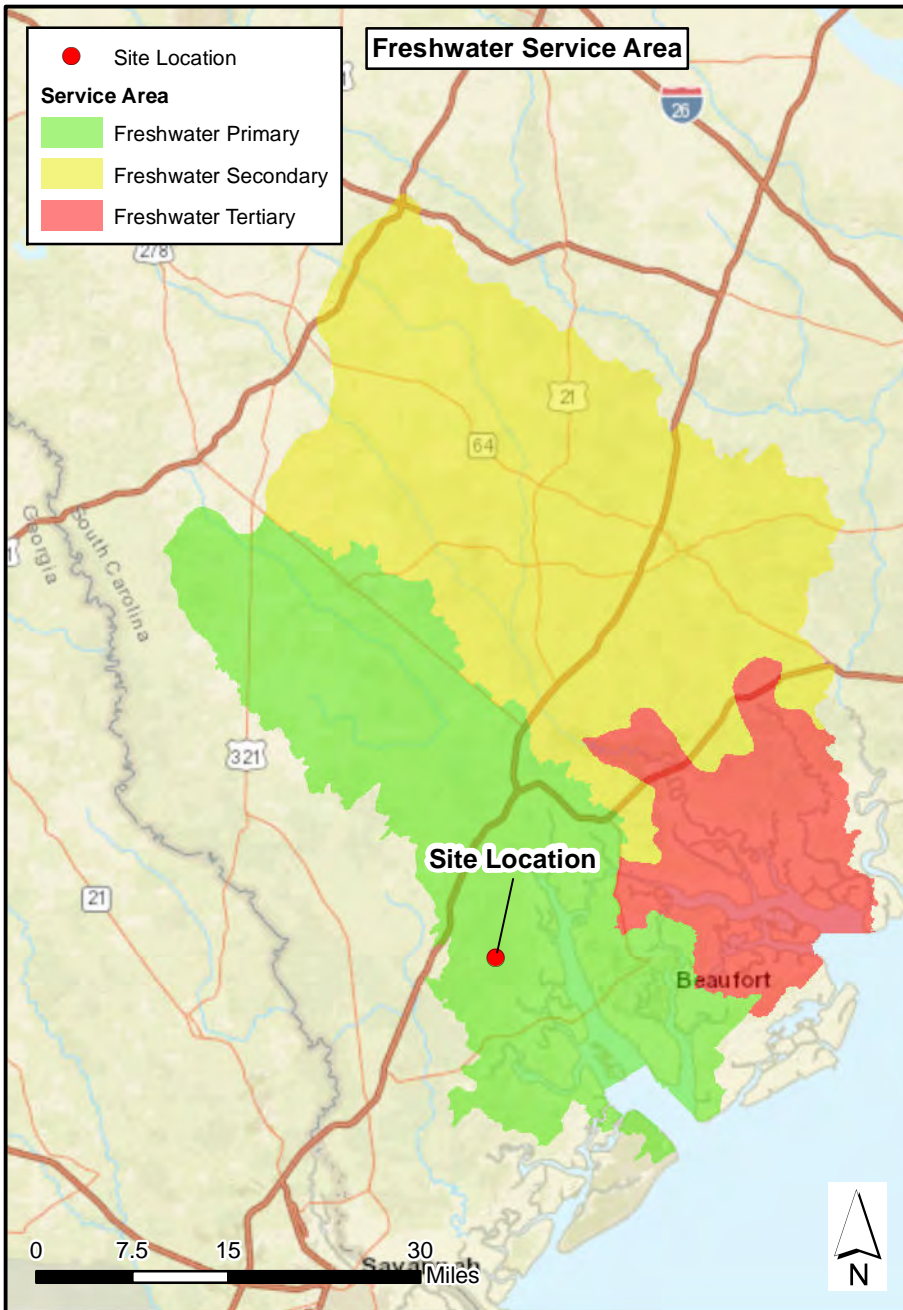 Freshwater Service Area
Site Location
Service Area
Freshwater Primary
Freshwater Secondary
Freshwater Tertiary
26
278
21
64
Georgia
South Carolina
321
Site Location
21
Beaufort
0 7.5 15 30
Miles
Savannah
N